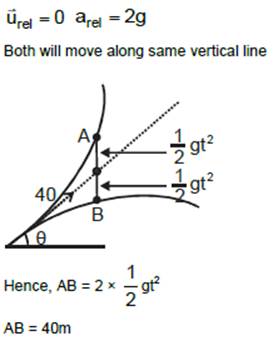 u⃗rel = 0 arel = 2g
Both will move along same vertical line
A
1/2 gt²
40
1/2 gt²
B
θ
Hence, AB = 2 × 1/2 gt²
AB = 40m